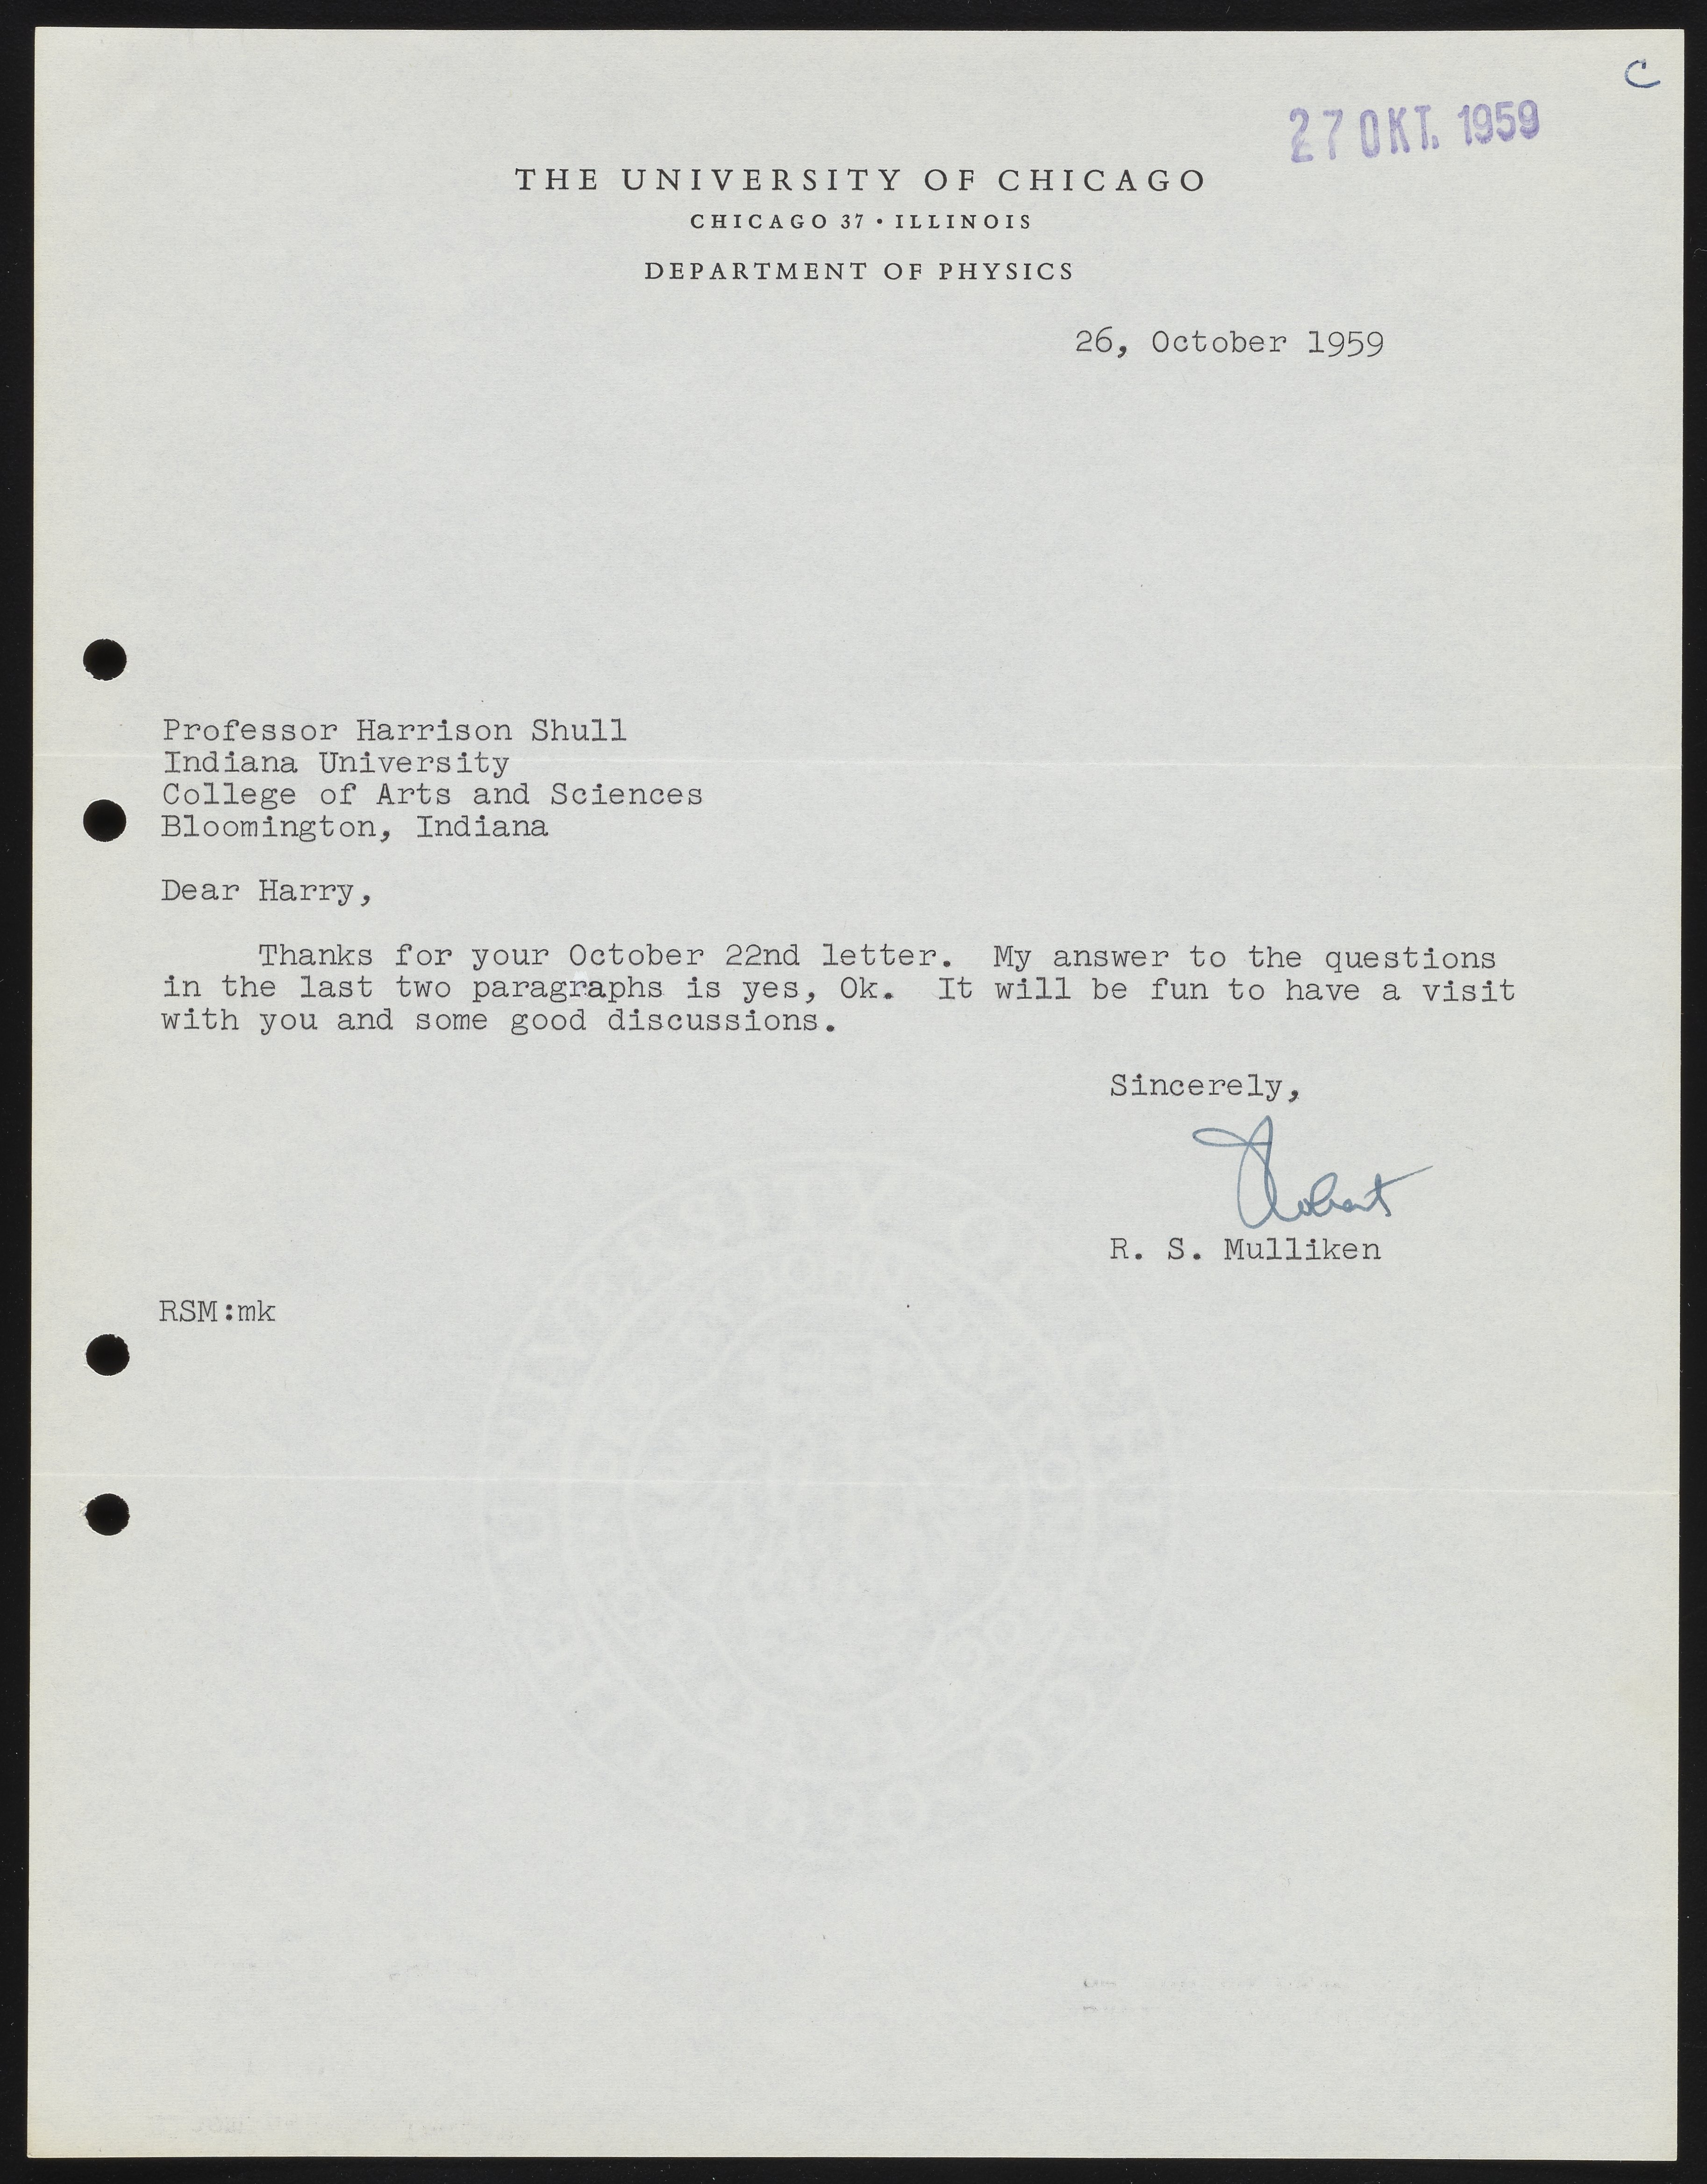 C
27 OKT. 1959
THE UNIVERSITY OF CHICAGO
CHICAGO 37 • ILLINOIS
DEPARTMENT OF PHYSICS
26, October 1959
Professor Harrison Shull
Indiana University
College of Arts and Sciences
Bloomington, Indiana
Dear Harry,
Thanks for your October 22nd letter. My answer to the questions
in the last two paragraphs is yes, Ok. It will be fun to have a visit
with you and some good discussions.
Sincerely,
Robert
R. S. Mulliken
RSM:mk